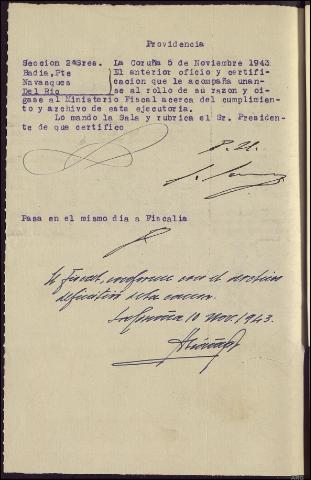 Providencia
Seccion 2ªSres. La Coruña 5 de Noviembre 1943
Badia, Pte El anterior oficio y certifi-
Navasques cacion que le acompaña unan-
Del Rio se al rollo de su razon y oi-
gase al Ministerio Fiscal acerca del cumplimien-
to y archivo de esta ejecutoria.
Lo mando la Sala y rubrica el Sr. Presiden-
te de que certifico
Pasa en el mismo dia a Fiscalia
El Fiscal, conforme con el archivo
definitivo de la causa.
La Coruña 10 Nov. 1943.